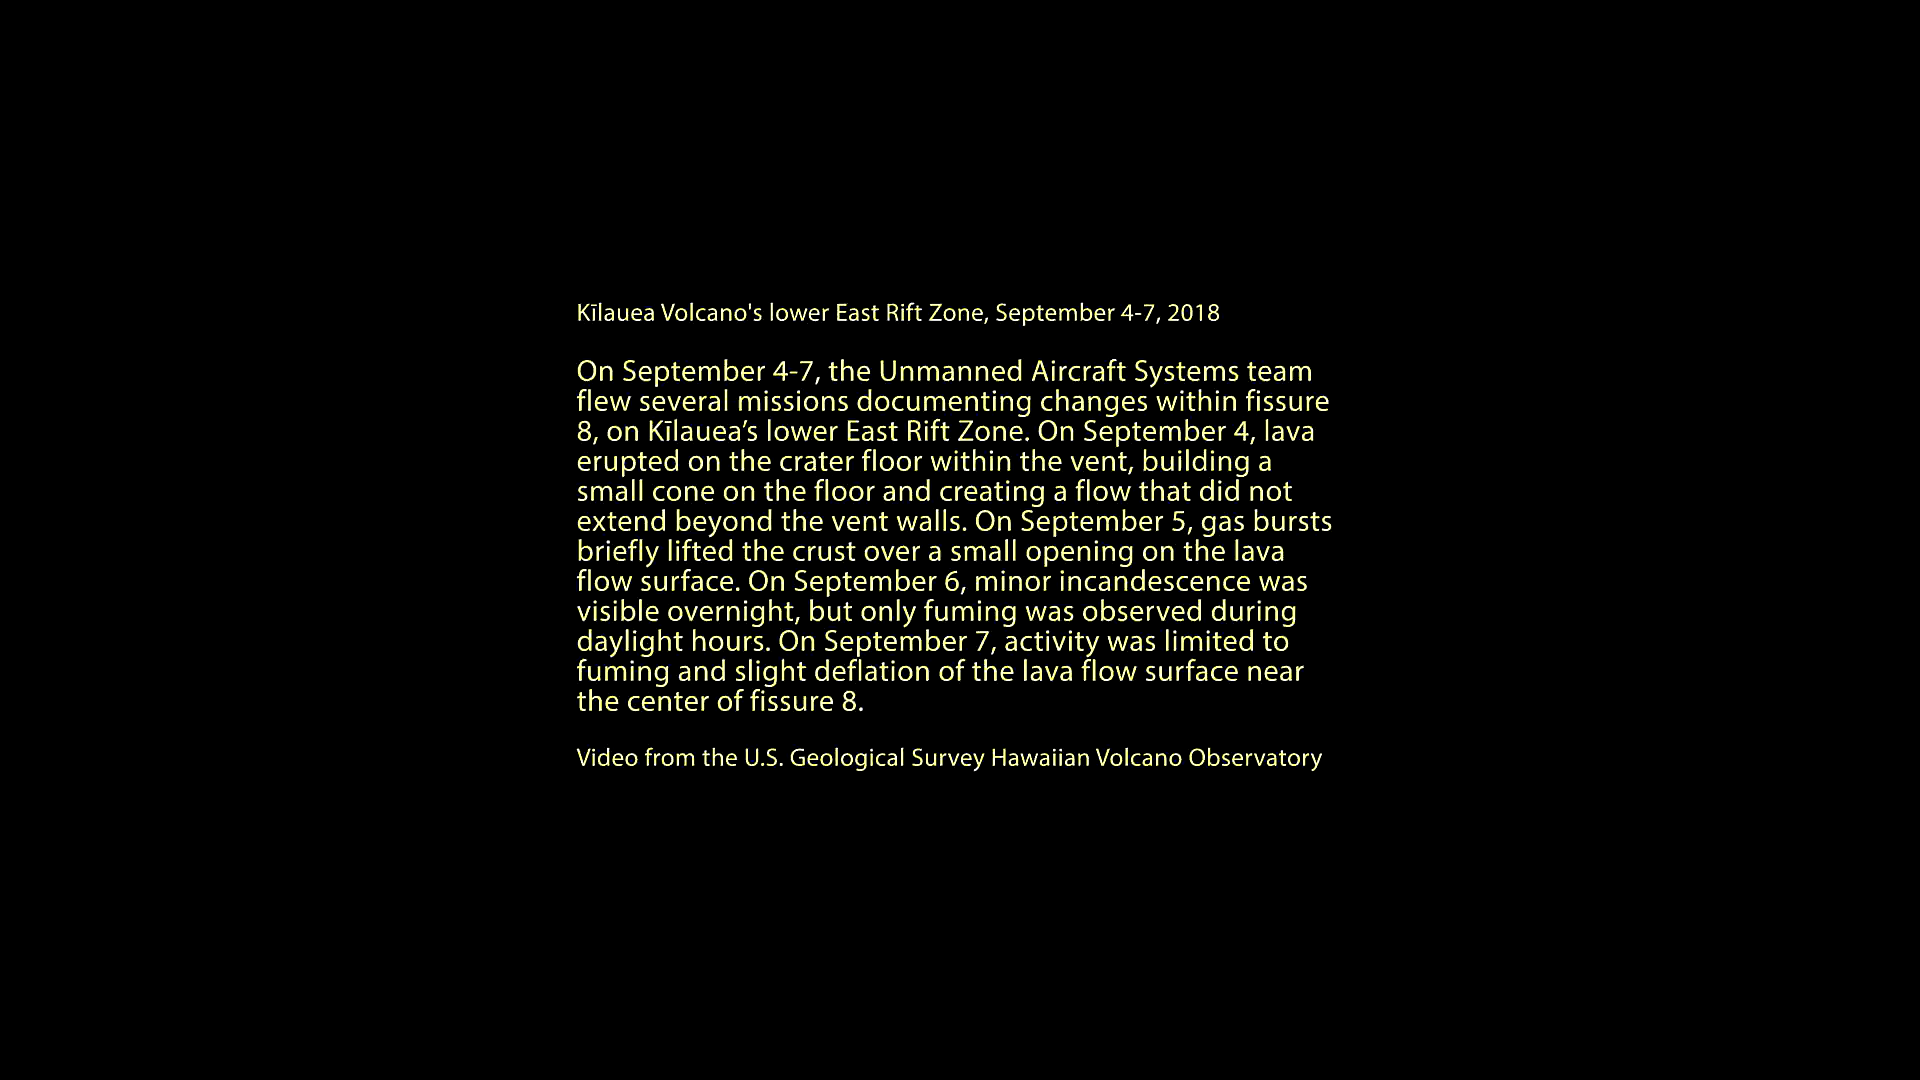 Kīlauea Volcano's lower East Rift Zone, September 4-7, 2018
On September 4-7, the Unmanned Aircraft Systems team
flew several missions documenting changes within fissure
8, on Kīlauea’s lower East Rift Zone. On September 4, lava
erupted on the crater floor within the vent, building a
small cone on the floor and creating a flow that did not
extend beyond the vent walls. On September 5, gas bursts
briefly lifted the crust over a small opening on the lava
flow surface. On September 6, minor incandescence was
visible overnight, but only fuming was observed during
daylight hours. On September 7, activity was limited to
fuming and slight deflation of the lava flow surface near
the center of fissure 8.
Video from the U.S. Geological Survey Hawaiian Volcano Observatory